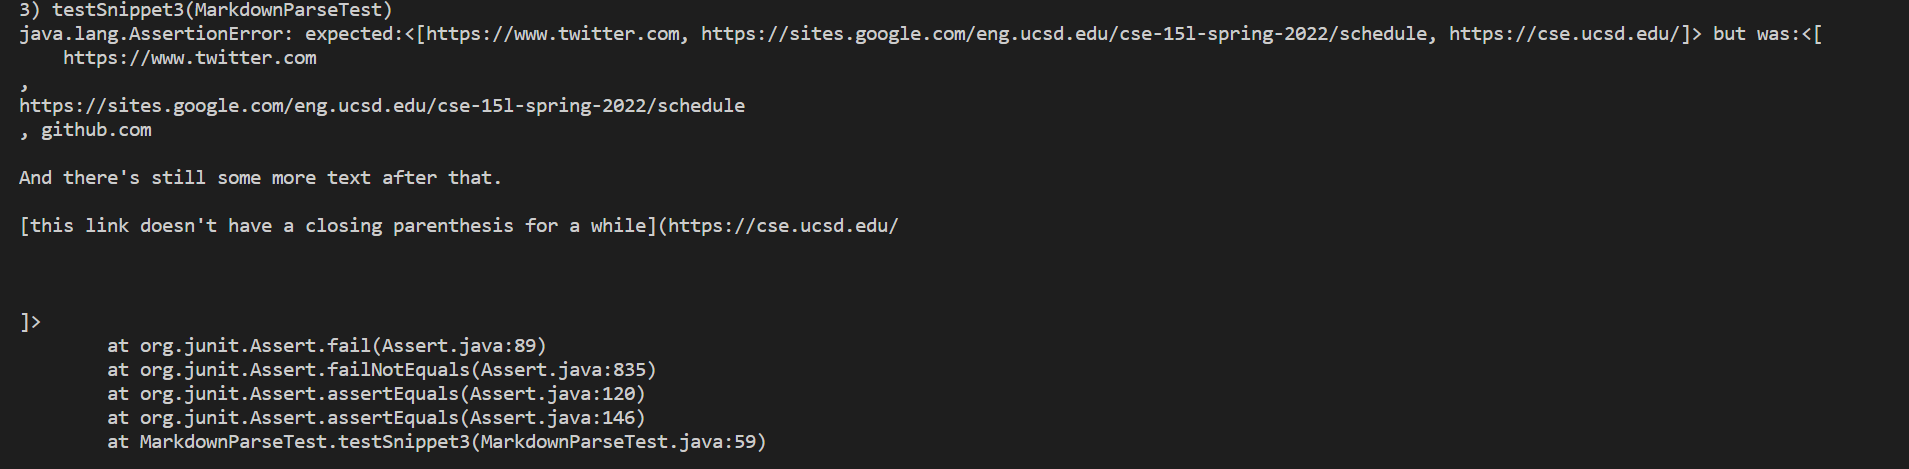 3) testSnippet3(MarkdownParseTest)
java.lang.AssertionError: expected:<[https://www.twitter.com, https://sites.google.com/eng.ucsd.edu/cse-15l-spring-2022/schedule, https://cse.ucsd.edu/]> but was:<[
    https://www.twitter.com
,
https://sites.google.com/eng.ucsd.edu/cse-15l-spring-2022/schedule
, github.com
And there's still some more text after that.
[this link doesn't have a closing parenthesis for a while](https://cse.ucsd.edu/
]>
        at org.junit.Assert.fail(Assert.java:89)
        at org.junit.Assert.failNotEquals(Assert.java:835)
        at org.junit.Assert.assertEquals(Assert.java:120)
        at org.junit.Assert.assertEquals(Assert.java:146)
        at MarkdownParseTest.testSnippet3(MarkdownParseTest.java:59)